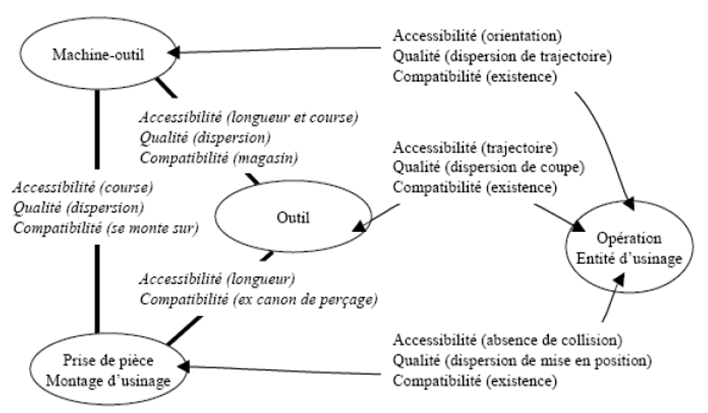 Machine-outil
Accessibilité (orientation)
Qualité (dispersion de trajectoire)
Compatibilité (existence)
Accessibilité (longueur et course)
Qualité (dispersion)
Compatibilité (magasin)
Accessibilité (trajectoire)
Qualité (dispersion de coupe)
Compatibilité (existence)
Accessibilité (course)
Qualité (dispersion)
Compatibilité (se monte sur)
Outil
Opération
Entité d'usinage
Accessibilité (longueur)
Compatibilité (ex canon de perçage)
Prise de pièce
Montage d'usinage
Accessibilité (absence de collision)
Qualité (dispersion de mise en position)
Compatibilité (existence)